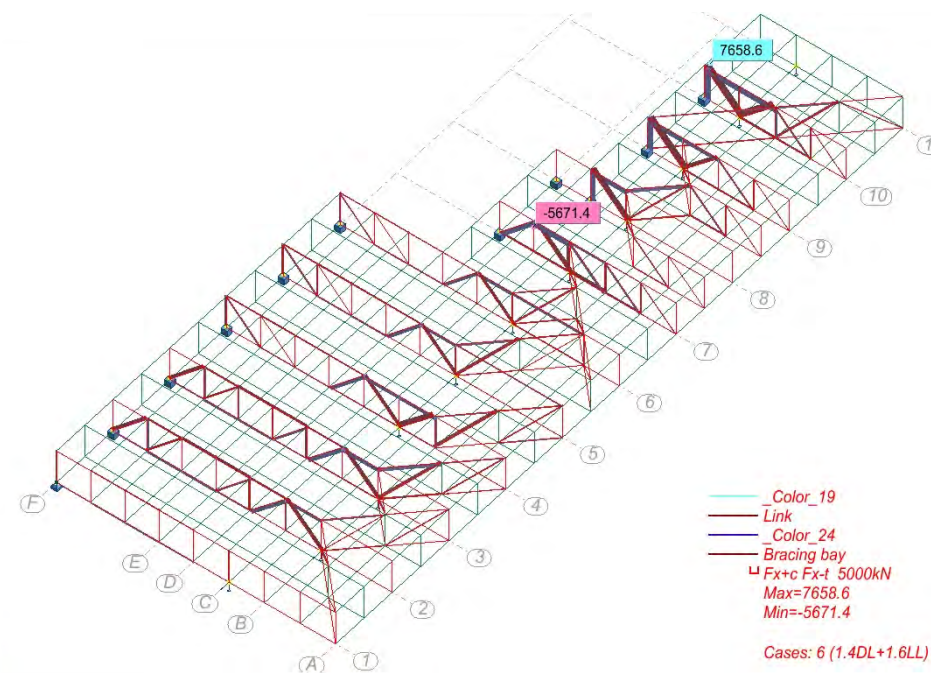 7658.6
-5671.4
1
10
9
8
7
6
5
4
3
2
1
F
E
D
C
B
A
_Color_19
Link
_Color_24
Bracing bay
Fx+c Fx-t 5000kN
Max=7658.6
Min=-5671.4
Cases: 6 (1.4DL+1.6LL)